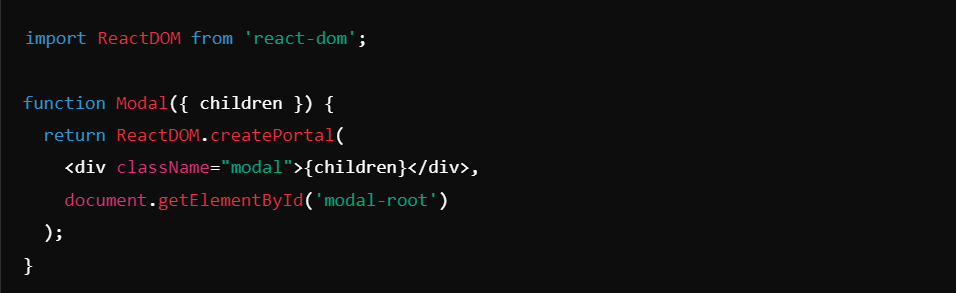 import ReactDOM from 'react-dom';
function Modal({ children }) {
  return ReactDOM.createPortal(
    <div className="modal">{children}</div>,
    document.getElementById('modal-root')
  );
}